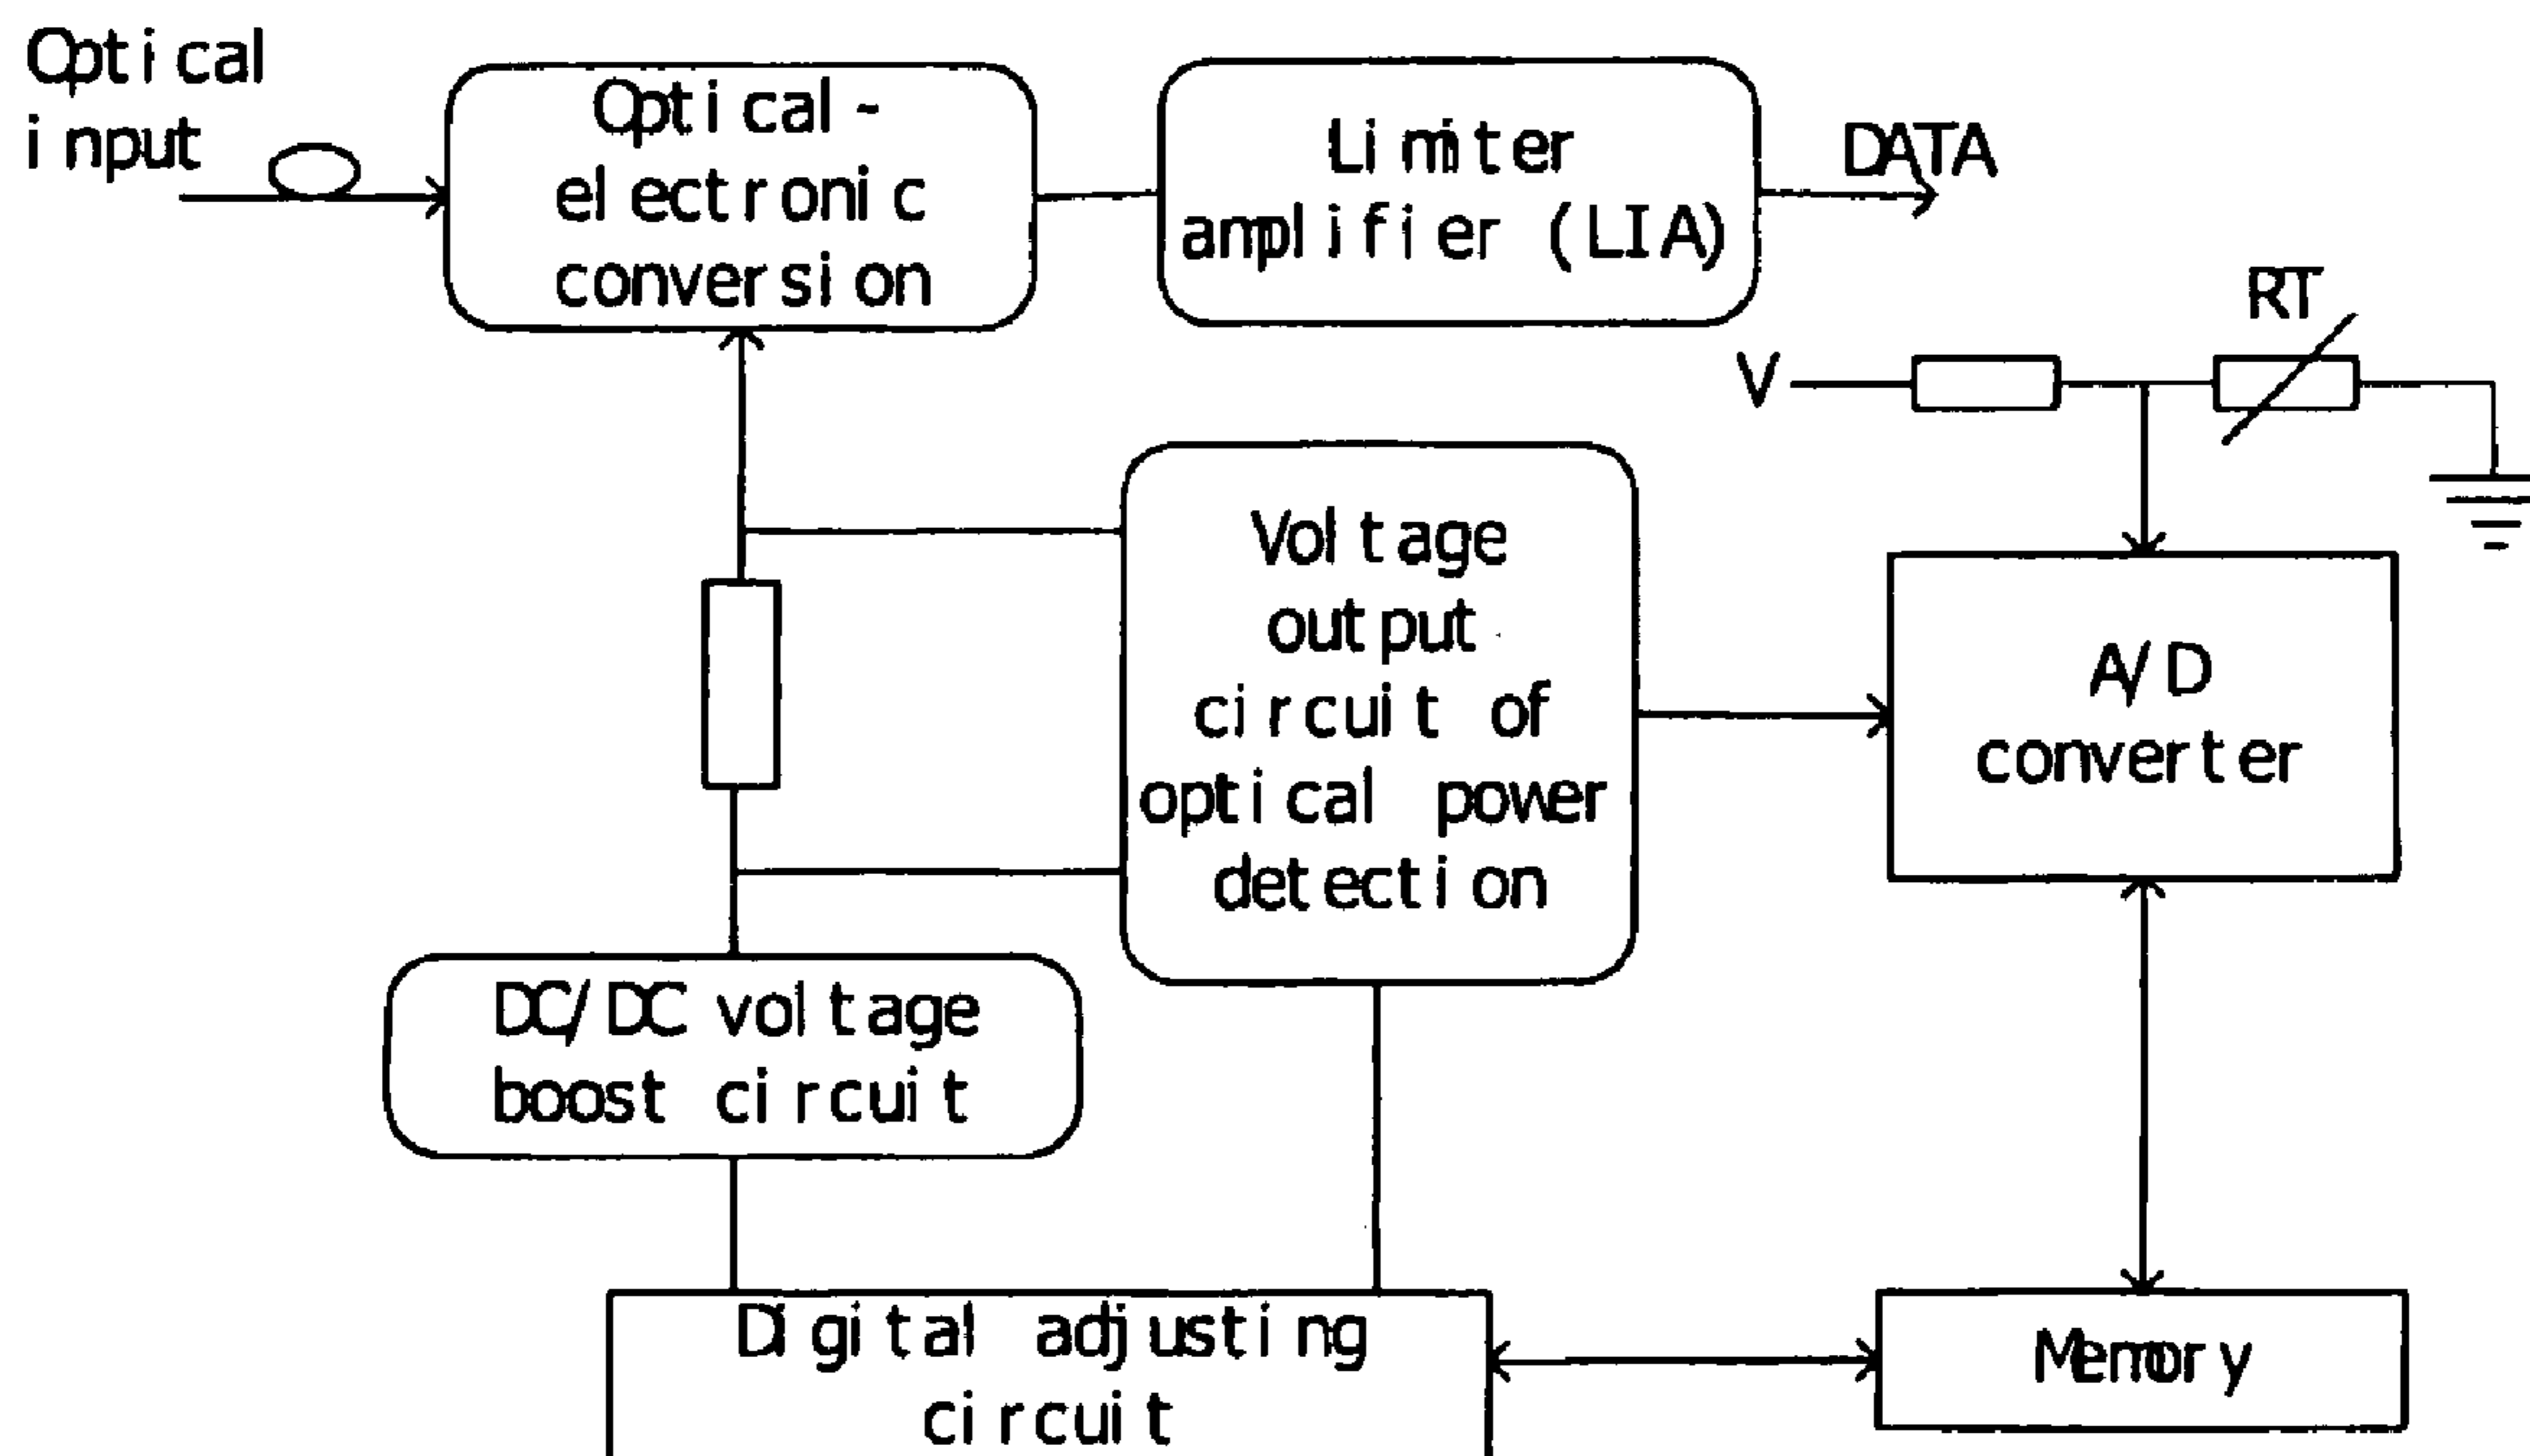 Optical
input
Optical-
electronic
conversion
Limiter
amplifier (LIA)
DATA
RT
V
Voltage
output
circuit of
optical power
detection
A/D
converter
DC/DC voltage
boost circuit
Digital adjusting
circuit
Memory